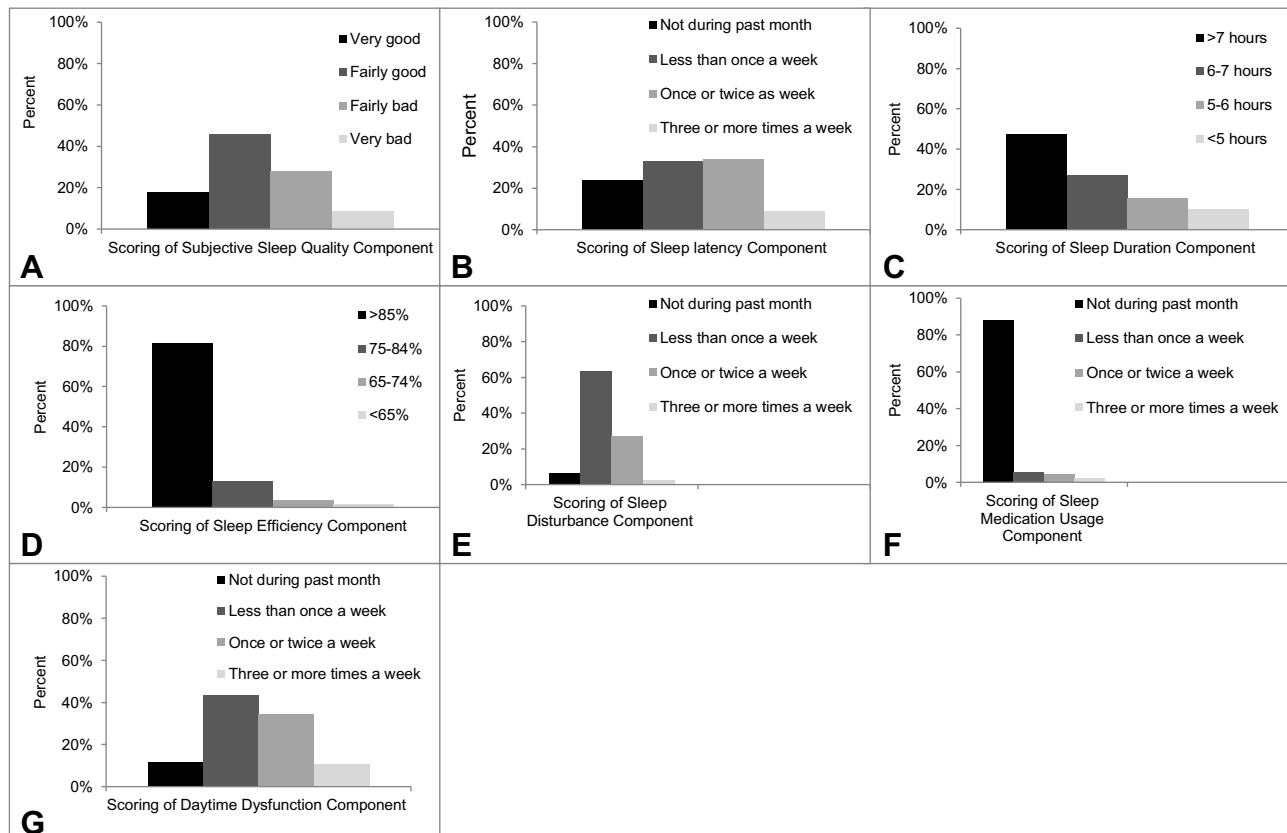 100%
80%
60%
40%
20%
0%
Percent
Very good
Fairly good
Fairly bad
Very bad
Scoring of Subjective Sleep Quality Component
A
100%
80%
60%
40%
20%
0%
Percent
Not during past month
Less than once a week
Once or twice as week
Three or more times a week
Scoring of Sleep latency Component
B
100%
80%
60%
40%
20%
0%
Percent
>7 hours
6-7 hours
5-6 hours
<5 hours
Scoring of Sleep Duration Component
C
100%
80%
60%
40%
20%
0%
Percent
>85%
75-84%
65-74%
<65%
Scoring of Sleep Efficiency Component
D
100%
80%
60%
40%
20%
0%
Percent
Not during past month
Less than once a week
Once or twice a week
Three or more times a week
Scoring of Sleep
Disturbance Component
E
100%
80%
60%
40%
20%
0%
Percent
Not during past month
Less than once a week
Once or twice a week
Three or more times a week
Scoring of Sleep
Medication Usage
Component
F
100%
80%
60%
40%
20%
0%
Percent
Not during past month
Less than once a week
Once or twice a week
Three or more times a week
Scoring of Daytime Dysfunction Component
G